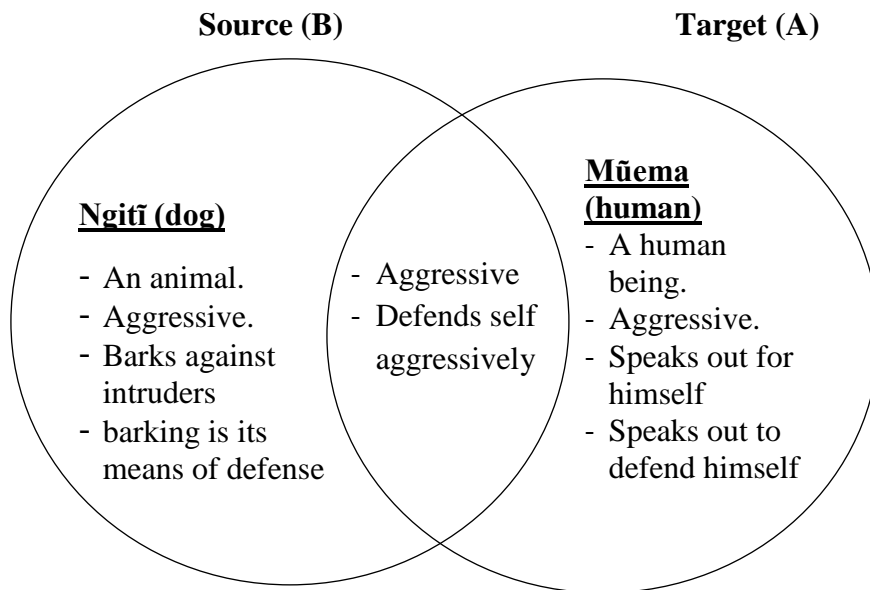 Source (B)
Target (A)
Ngitĩ (dog)
- An animal.
- Aggressive.
- Barks against
intruders
- barking is its
means of defense
- Aggressive
- Defends self
aggressively
Mũema
(human)
- A human
being.
- Aggressive.
- Speaks out for
himself
- Speaks out to
defend himself